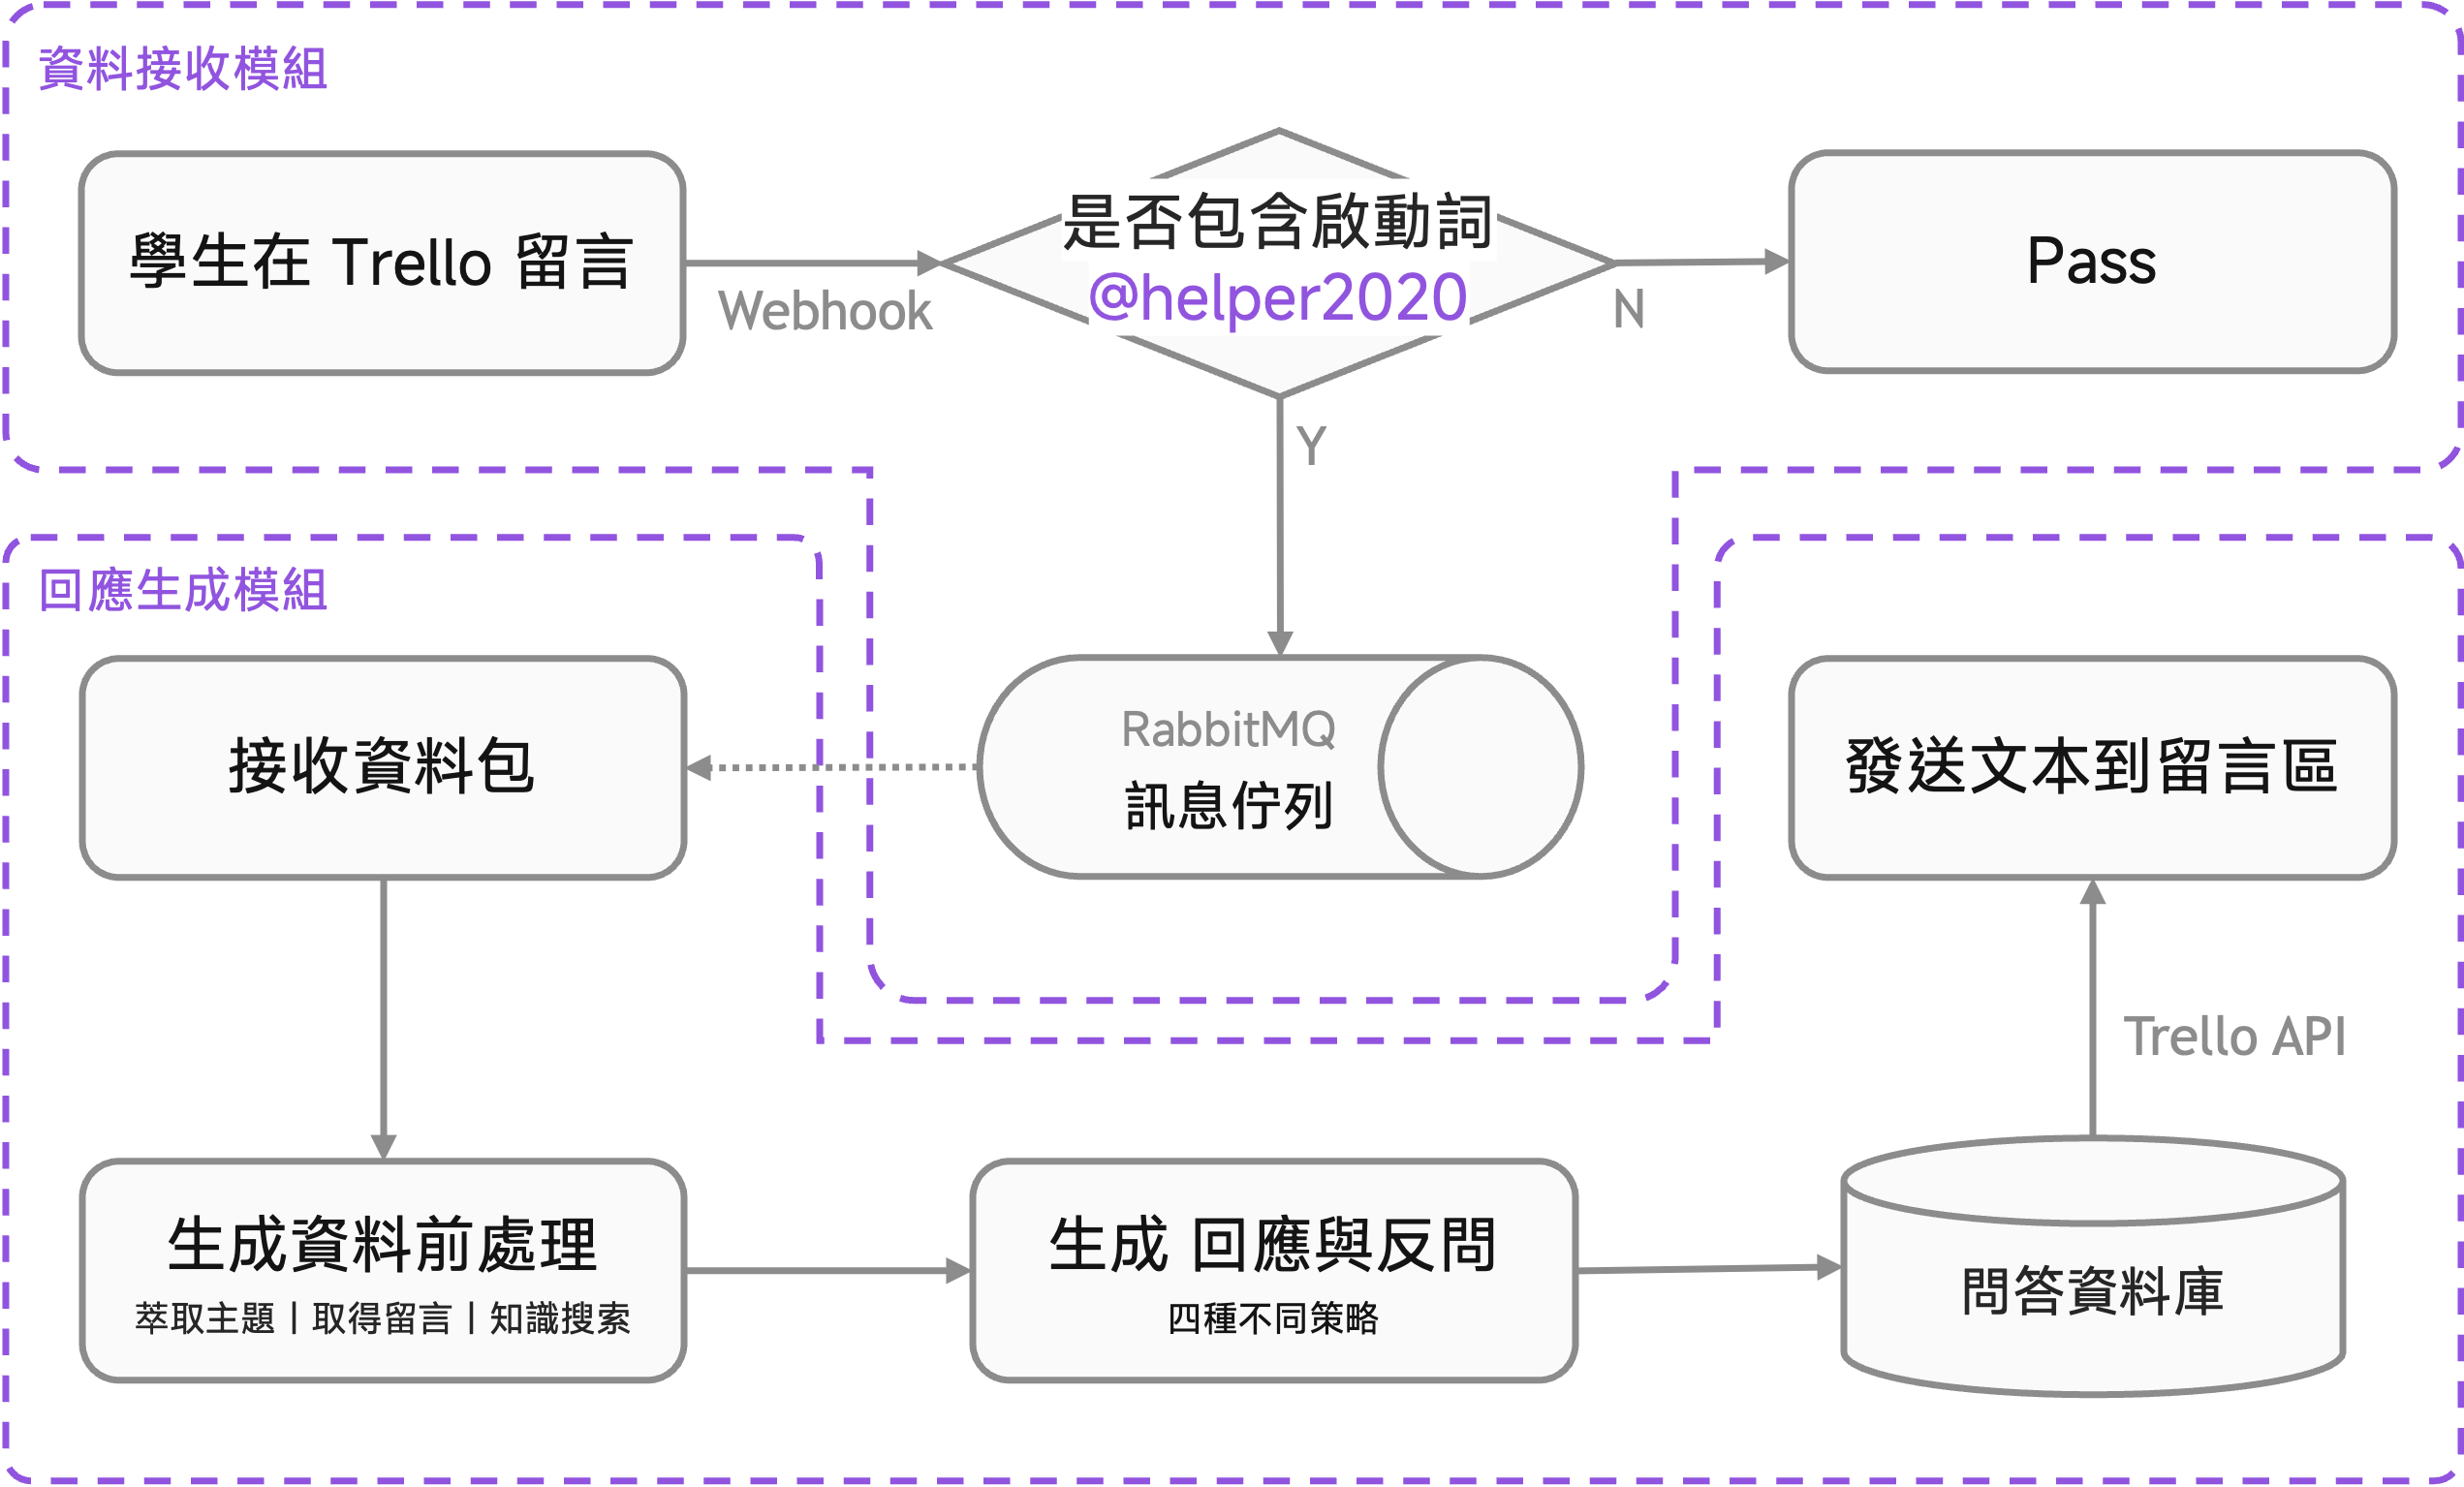 資料接收模組
學生在 Trello 留言
Webhook
是否包含啟動詞
@helper2020
N
Pass
Y
回應生成模組
接收資料包
RabbitMQ
訊息佇列
發送文本到留言區
Trello API
生成資料前處理
萃取主題｜取得留言｜知識搜索
生成 回應與反問
四種不同策略
問答資料庫